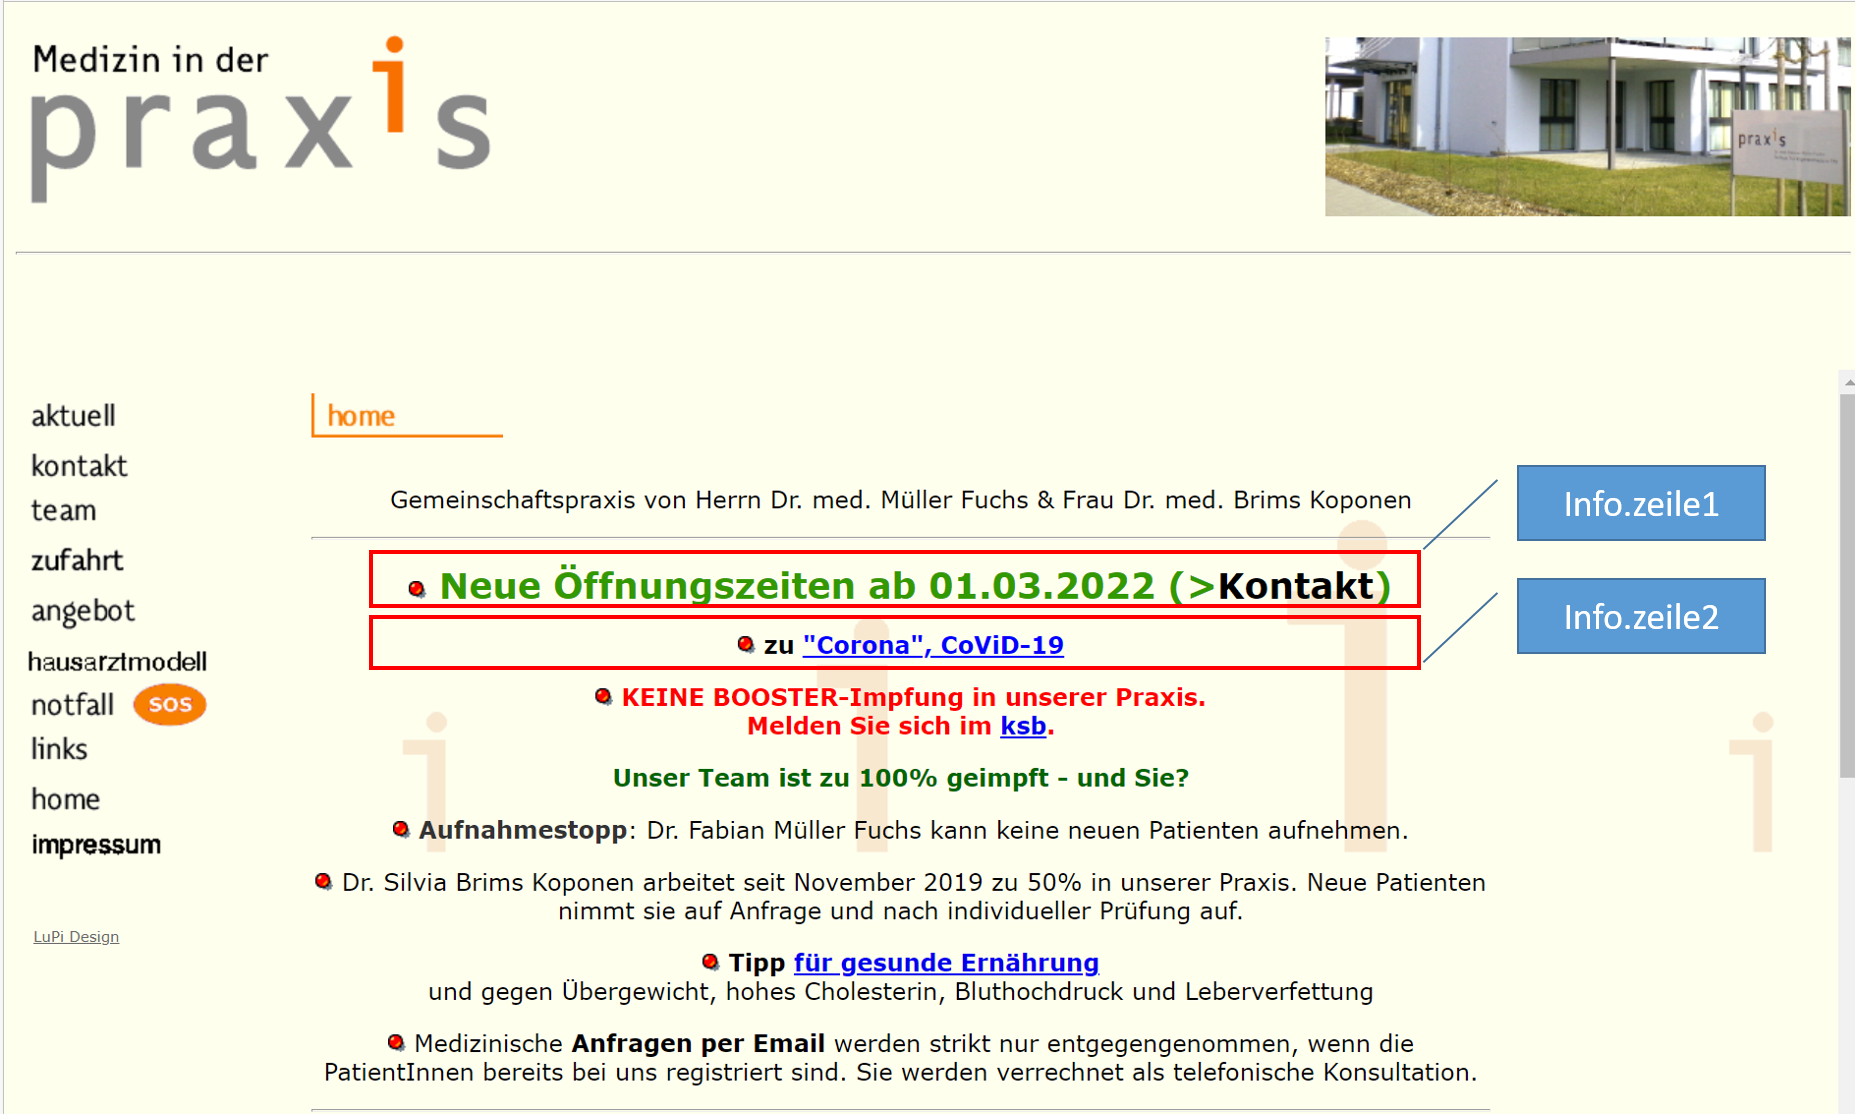 Medizin in der
praxis
praxis
aktuell
kontakt
team
zufahrt
angebot
hausarztmodell
notfall SOS
links
home
impressum
LuPi Design
home
Gemeinschaftspraxis von Herrn Dr. med. Müller Fuchs & Frau Dr. med. Brims Koponen
Neue Öffnungszeiten ab 01.03.2022 (>Kontakt)
zu "Corona", CoViD-19
KEINE BOOSTER-Impfung in unserer Praxis.
Melden Sie sich im ksb.
Unser Team ist zu 100% geimpft - und Sie?
Aufnahmestopp: Dr. Fabian Müller Fuchs kann keine neuen Patienten aufnehmen.
Dr. Silvia Brims Koponen arbeitet seit November 2019 zu 50% in unserer Praxis. Neue Patienten
nimmt sie auf Anfrage und nach individueller Prüfung auf.
Tipp für gesunde Ernährung
und gegen Übergewicht, hohes Cholesterin, Bluthochdruck und Leberverfettung
Medizinische Anfragen per Email werden strikt nur entgegengenommen, wenn die
PatientInnen bereits bei uns registriert sind. Sie werden verrechnet als telefonische Konsultation.
Info.zeile1
Info.zeile2